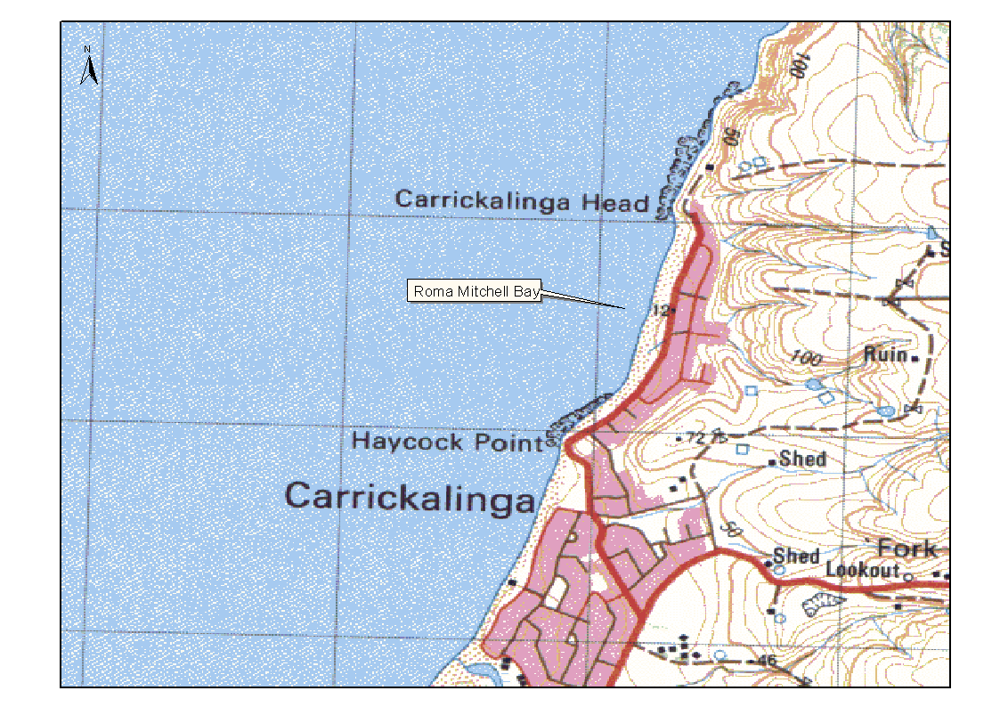 N
100
50
Carrickalinga Head
Roma Mitchell Bay
12
Ruin
100
72
Haycock Point
Shed
Carrickalinga
50
Shed
Fork
Lookout
46